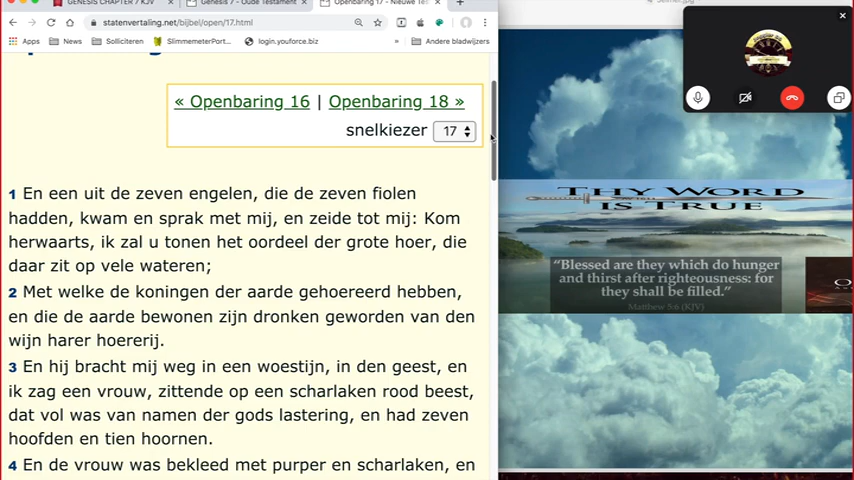 GENESIS CHAPTER 7 KJV
Genesis 7 - Oude Testament
Openbaring 17 - Nieuwe Te
statenvertaling.net/bijbel/open/17.html
Apps
News
Solliciteren
SlimmemeterPort...
login.youforce.biz
»
Andere bladwijzers
« Openbaring 16 | Openbaring 18 »
snelkiezer 17
1 En een uit de zeven engelen, die de zeven fiolen
hadden, kwam en sprak met mij, en zeide tot mij: Kom
herwaarts, ik zal u tonen het oordeel der grote hoer, die
daar zit op vele wateren;
2 Met welke de koningen der aarde gehoereerd hebben,
en die de aarde bewonen zijn dronken geworden van den
wijn harer hoererij.
3 En hij bracht mij weg in een woestijn, in den geest, en
ik zag een vrouw, zittende op een scharlaken rood beest,
dat vol was van namen der gods lastering, en had zeven
hoofden en tien hoornen.
4 En de vrouw was bekleed met purper en scharlaken, en
THY WORD
IS TRUE
“Blessed are they which do hunger
and thirst after righteousness: for
they shall be filled.”
Matthew 5:6 (KJV)